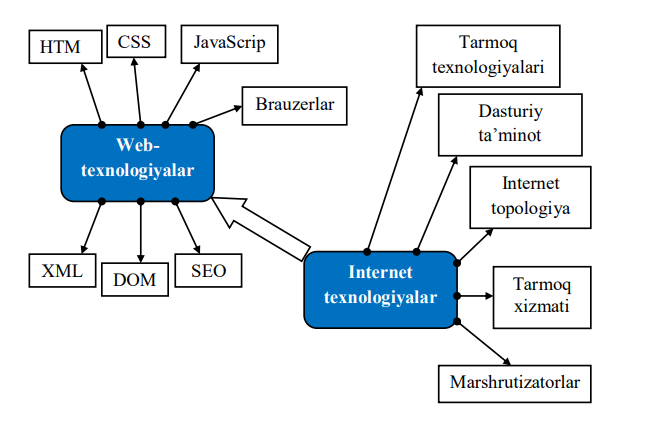 HTM
CSS
JavaScrip
Brauzerlar
Web-
texnologiyalar
XML
DOM
SEO
Tarmoq
texnologiyalari
Dasturiy
ta’minot
Internet
topologiya
Internet
texnologiyalar
Tarmoq
xizmati
Marshrutizatorlar